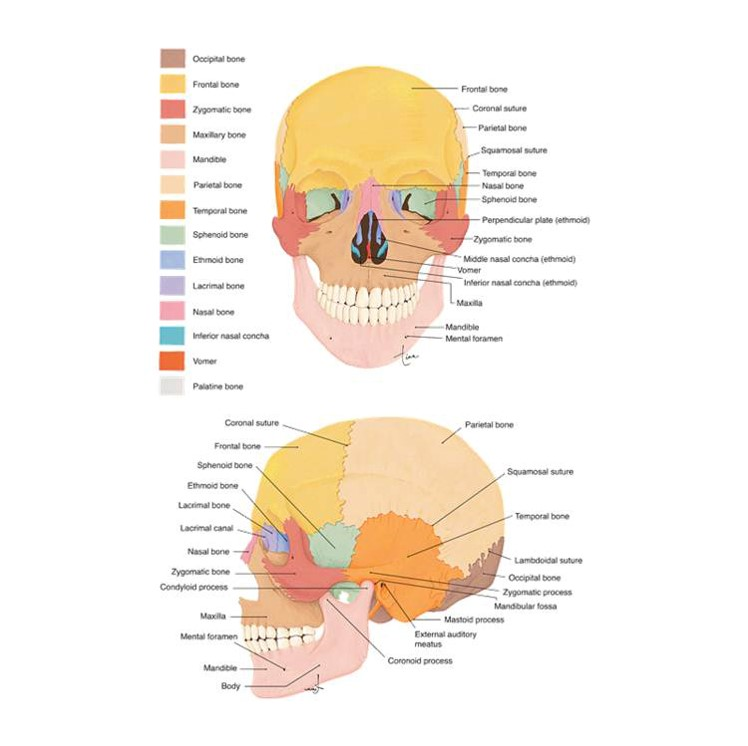 Occipital bone
Frontal bone
Zygomatic bone
Maxillary bone
Mandible
Parietal bone
Temporal bone
Sphenoid bone
Ethmoid bone
Lacrimal bone
Nasal bone
Inferior nasal concha
Vomer
Palatine bone
Frontal bone
Coronal suture
Parietal bone
Squamosal suture
Temporal bone
Nasal bone
Sphenoid bone
Perpendicular plate (ethmoid)
Zygomatic bone
Middle nasal concha (ethmoid)
Vomer
Inferior nasal concha (ethmoid)
Maxilla
Mandible
Mental foramen
Coronal suture
Frontal bone
Sphenoid bone
Ethmoid bone
Lacrimal bone
Lacrimal canal
Nasal bone
Zygomatic bone
Condyloid process
Maxilla
Mental foramen
Mandible
Body
Parietal bone
Squamosal suture
Temporal bone
Lambdoidal suture
Occipital bone
Zygomatic process
Mandibular fossa
Mastoid process
External auditory
meatus
Coronoid process